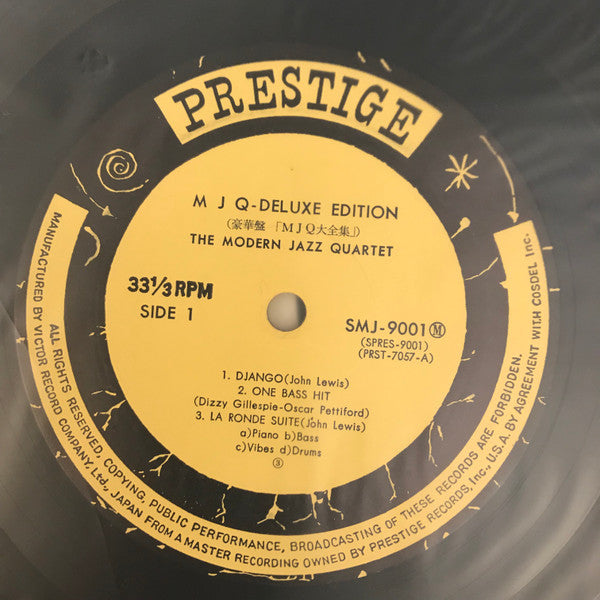 PRESTIGE
M J Q-DELUXE EDITION
(豪華盤 「MJQ大全集」)
THE MODERN JAZZ QUARTET
33⅓ RPM
SIDE 1
SMJ-9001 Ⓜ
(SPRES-9001)
(PRST-7057-A)
1. DJANGO(John Lewis)
2. ONE BASS HIT
(Dizzy Gillespie-Oscar Pettiford)
3. LA RONDE SUITE(John Lewis)
a)Piano b)Bass
c)Vibes d)Drums
③
ALL RIGHTS RESERVED, COPYING, PUBLIC PERFORMANCE, BROADCASTING OF THESE RECORDS ARE FORBIDDEN.
MANUFACTURED BY VICTOR RECORD COMPANY, Ltd., JAPAN FROM A MASTER RECORDING OWNED BY PRESTIGE RECORDS, Inc., U.S.A. BY AGREEMENT WITH COSDEL Inc.